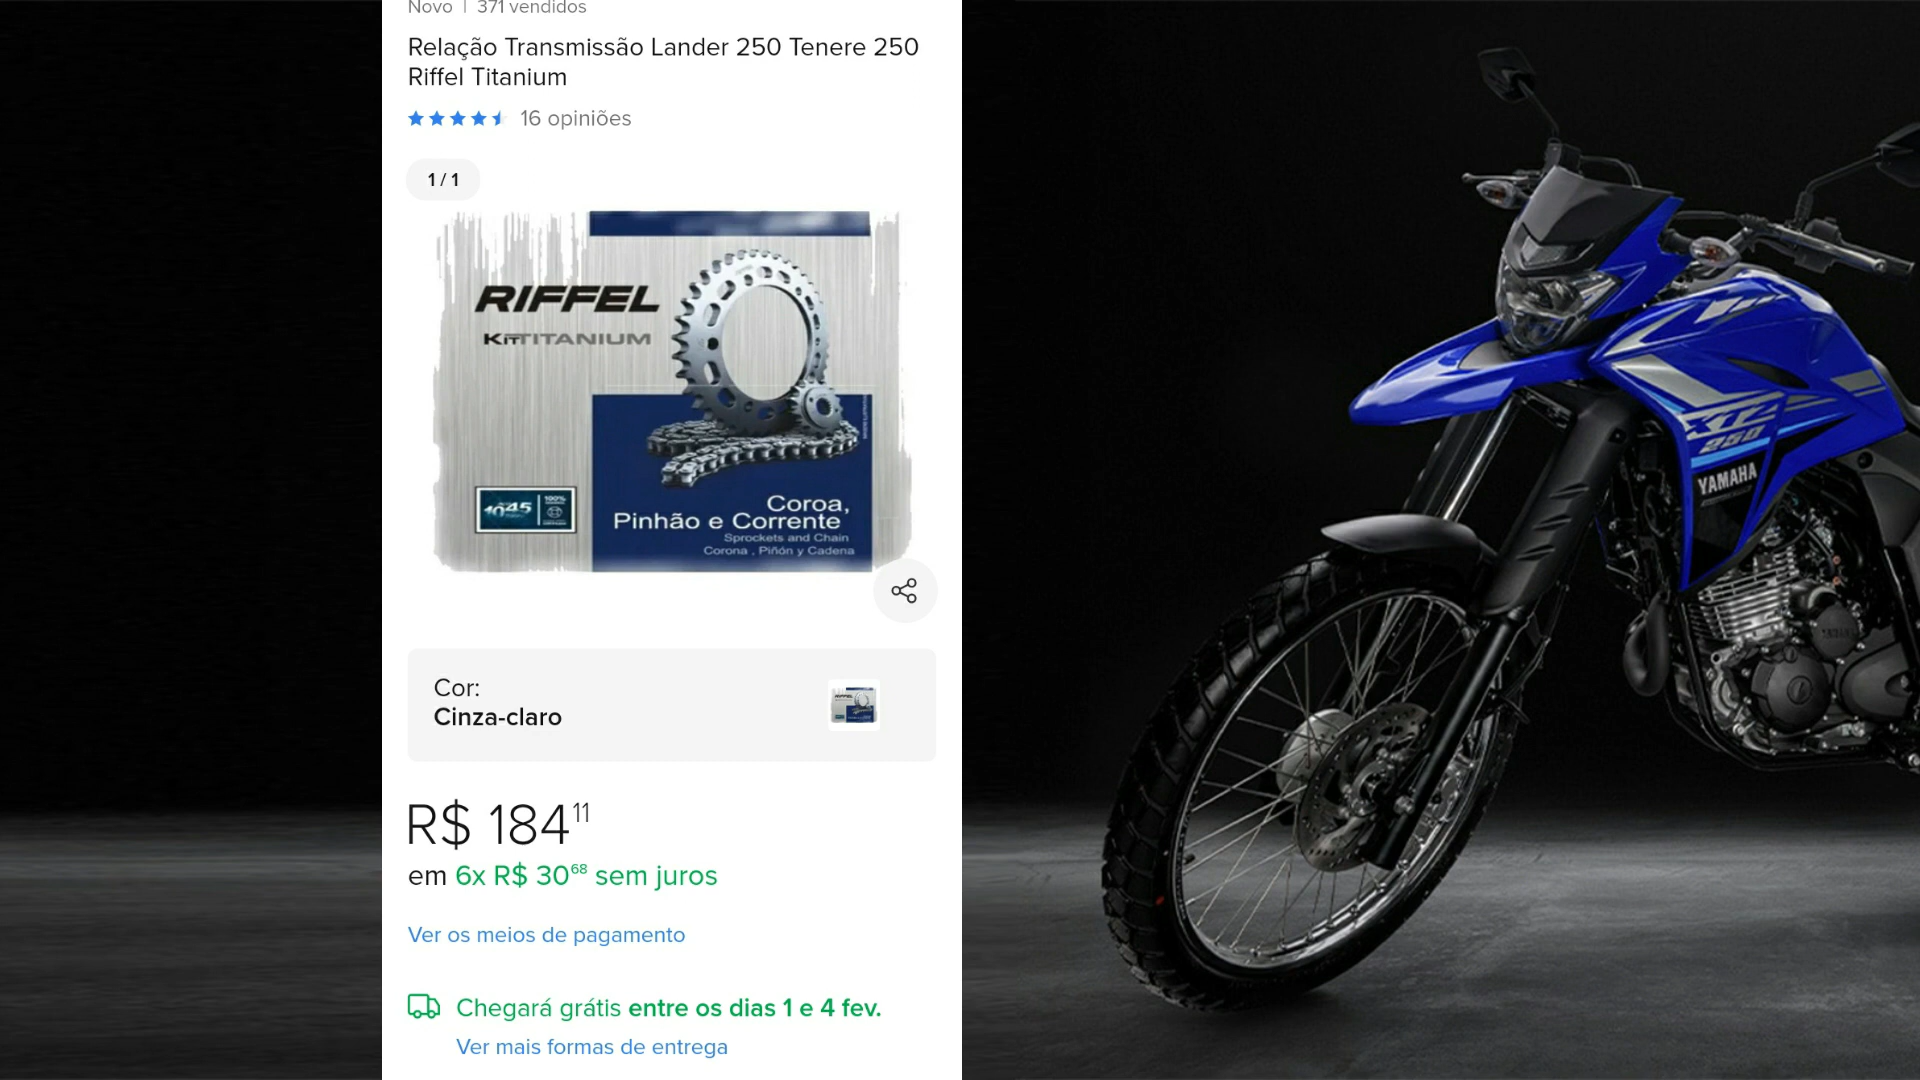 Novo | 371 vendidos
Relação Transmissão Lander 250 Tenere 250
Riffel Titanium
16 opiniões
1 / 1
RIFFEL
KIT TITANIUM
1045
100%
Coroa,
Pinhão e Corrente
Sprockets and Chain
Corona , Piñón y Cadena
Cor:
Cinza-claro
R$ 184 11
em 6x R$ 30 68 sem juros
Ver os meios de pagamento
Chegará grátis entre os dias 1 e 4 fev.
Ver mais formas de entrega
XTZ
250
YAMAHA